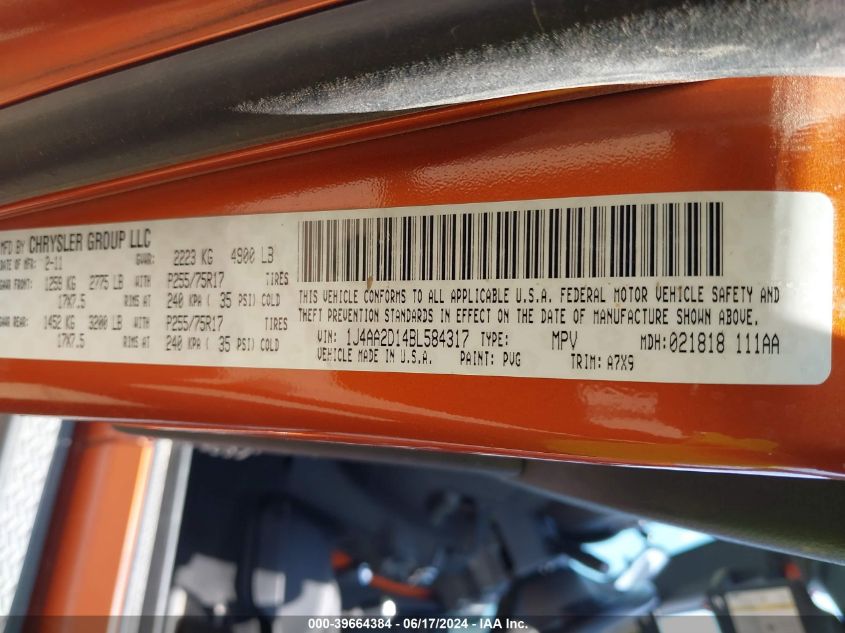 MFD BY CHRYSLER GROUP LLC
DATE OF MFR: 2-11 GVWR: 2223 KG 4900 LB
GAWR FRONT: 1259 KG 2775 LB WITH P255/75R17 TIRES
17X7.5 RIMS AT 240 KPA ( 35 PSI) COLD
GAWR REAR: 1452 KG 3200 LB WITH P255/75R17 TIRES
17X7.5 RIMS AT 240 KPA ( 35 PSI) COLD
THIS VEHICLE CONFORMS TO ALL APPLICABLE U.S.A. FEDERAL MOTOR VEHICLE SAFETY AND
THEFT PREVENTION STANDARDS IN EFFECT ON THE DATE OF MANUFACTURE SHOWN ABOVE.
VIN: 1J4AA2D14BL584317 TYPE: MPV MDH: 021818 111AA
VEHICLE MADE IN U.S.A. PAINT: PVG TRIM: A7X9
000-39664384 - 06/17/2024 - IAA Inc.